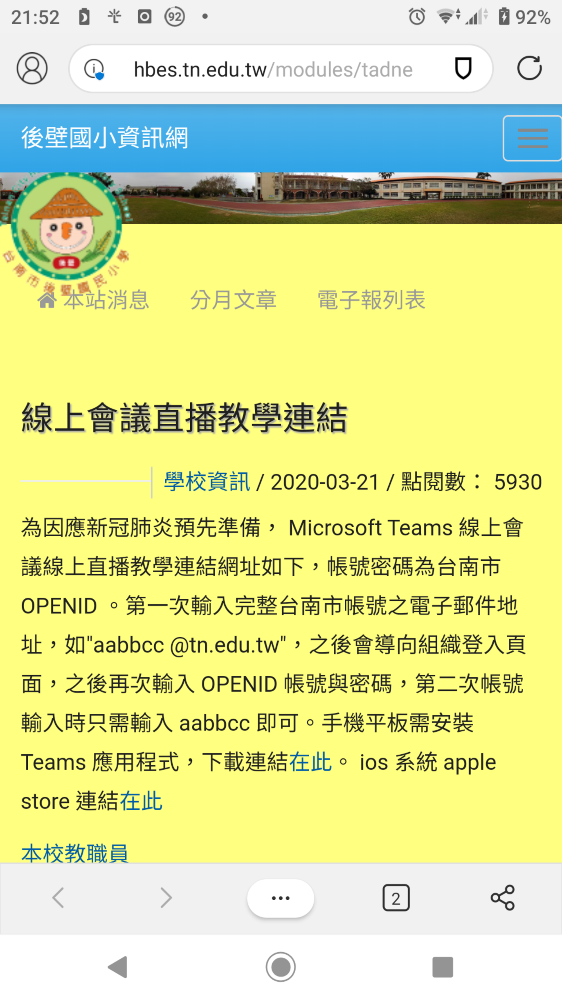 21:52
92
92%
hbes.tn.edu.tw/modules/tadne
後壁國小資訊網
台南市後壁國民小學
本站消息 分月文章 電子報列表
線上會議直播教學連結
學校資訊 / 2020-03-21 / 點閱數： 5930
為因應新冠肺炎預先準備， Microsoft Teams 線上會
議線上直播教學連結網址如下，帳號密碼為台南市
OPENID 。第一次輸入完整台南市帳號之電子郵件地
址，如"aabbcc @tn.edu.tw"，之後會導向組織登入頁
面，之後再次輸入 OPENID 帳號與密碼，第二次帳號
輸入時只需輸入 aabbcc 即可。手機平板需安裝
Teams 應用程式，下載連結在此。 ios 系統 apple
store 連結在此
本校教職員
2